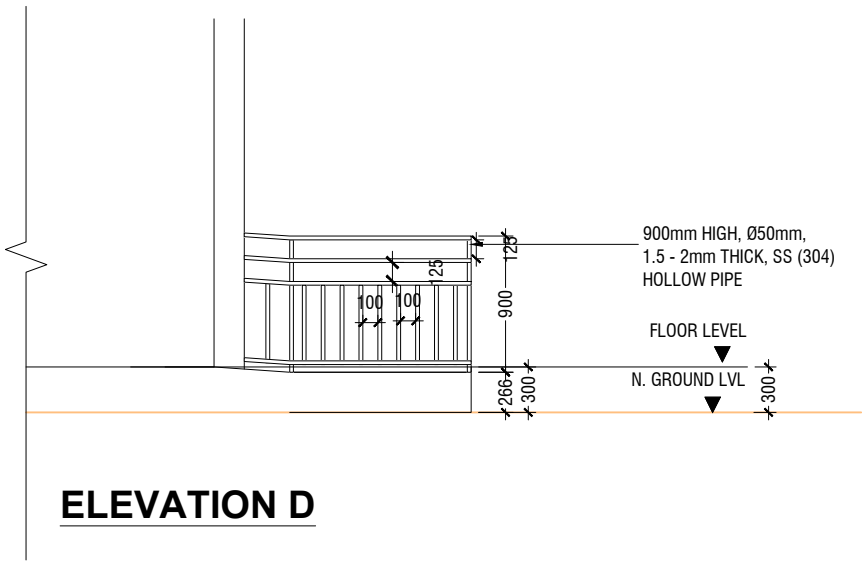 900mm HIGH, Ø50mm,
1.5 - 2mm THICK, SS (304)
HOLLOW PIPE
125
125
100 100
900
FLOOR LEVEL
N. GROUND LVL
266
300
300
ELEVATION D